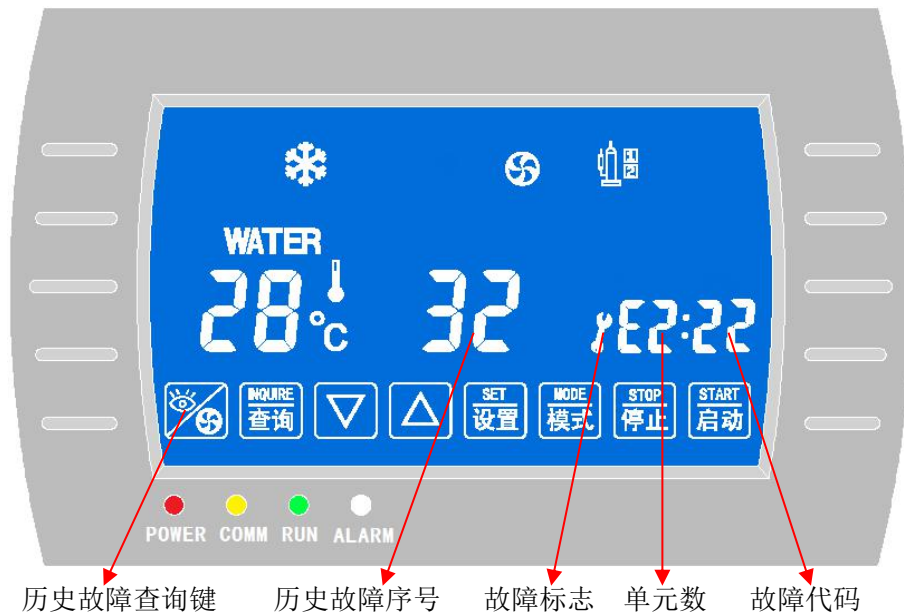 1
2
WATER
28℃ 32 E2:22
INQUIRE SET MODE STOP START
查询 设置 模式 停止 启动
POWER COMM RUN ALARM
历史故障查询键 历史故障序号 故障标志 单元数 故障代码